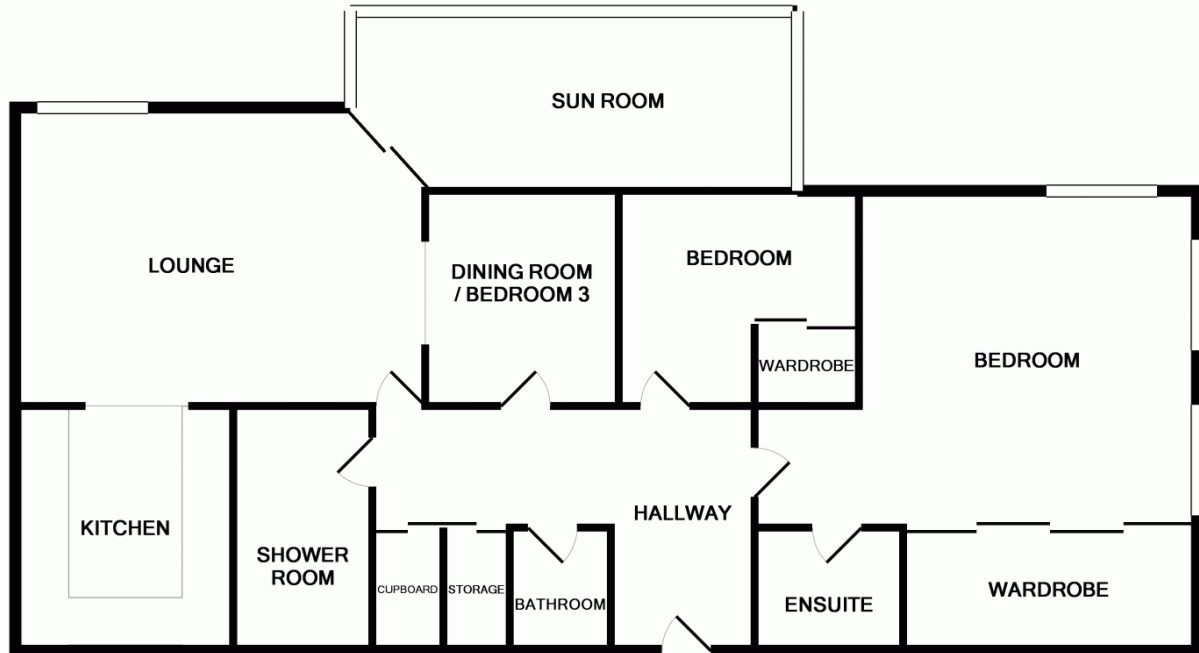 SUN ROOM
LOUNGE
DINING ROOM
/ BEDROOM 3
BEDROOM
WARDROBE
BEDROOM
KITCHEN
SHOWER
ROOM
CUPBOARD
STORAGE
BATHROOM
HALLWAY
ENSUITE
WARDROBE